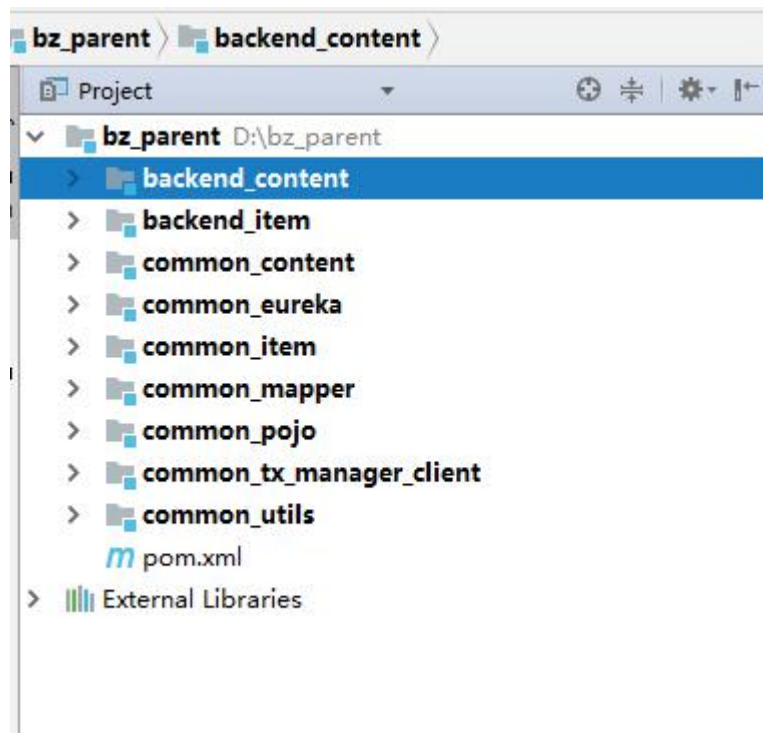 bz_parent backend_content
Project
bz_parent D:\bz_parent
backend_content
backend_item
common_content
common_eureka
common_item
common_mapper
common_pojo
common_tx_manager_client
common_utils
m pom.xml
External Libraries